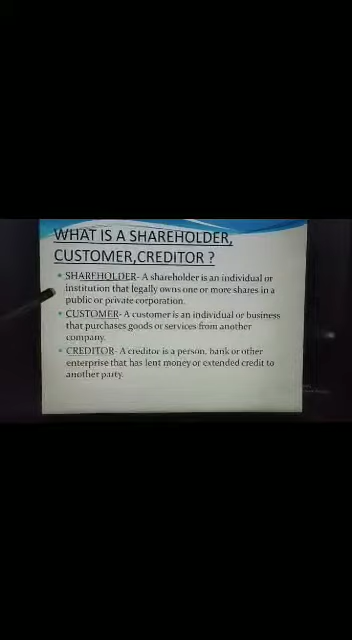 WHAT IS A SHAREHOLDER,
CUSTOMER,CREDITOR ?
SHAREHOLDER- A shareholder is an individual or
institution that legally owns one or more shares in a
public or private corporation.
CUSTOMER- A customer is an individual or business
that purchases goods or services from another
company.
CREDITOR- A creditor is a person, bank or other
enterprise that has lent money or extended credit to
another party.